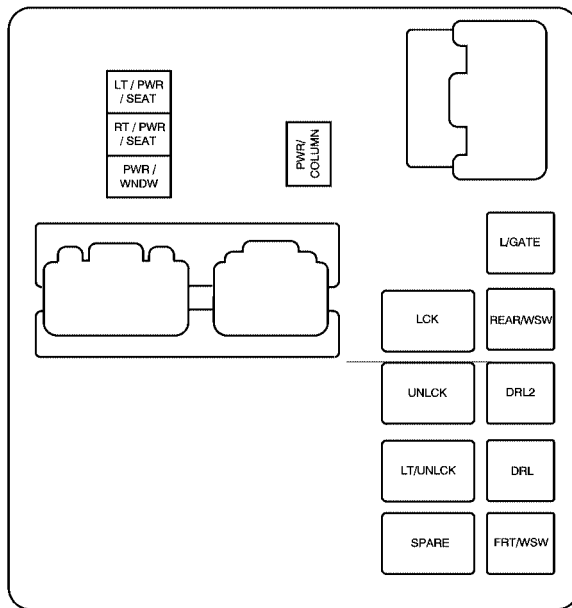 LT / PWR
/ SEAT
RT / PWR
/ SEAT
PWR /
WNDW
PWR/
COLUMN
L/GATE
LCK
REAR/WSW
UNLCK
DRL2
LT/UNLCK
DRL
SPARE
FRT/WSW